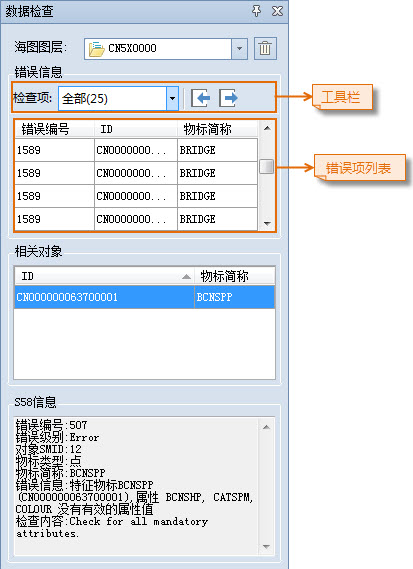 数据检查
海图图层: CN5X0000
错误信息
检查项: 全部(25)
工具栏
错误编号 ID 物标简称
1589 CN0000000... BRIDGE
1589 CN0000000... BRIDGE
错误项列表
1589 CN0000000... BRIDGE
1589 CN0000000... BRIDGE
相关对象
ID 物标简称
CN000000063700001 BCNSPP
S58信息
错误编号:507
错误级别:Error
对象SMID:12
物标类型:点
物标简称:BCNSPP
错误信息:特征物标BCNSPP
(CN000000063700001),属性 BCNSHP, CATSPM,
COLOUR 没有有效的属性值
检查内容:Check for all mandatory
attributes.